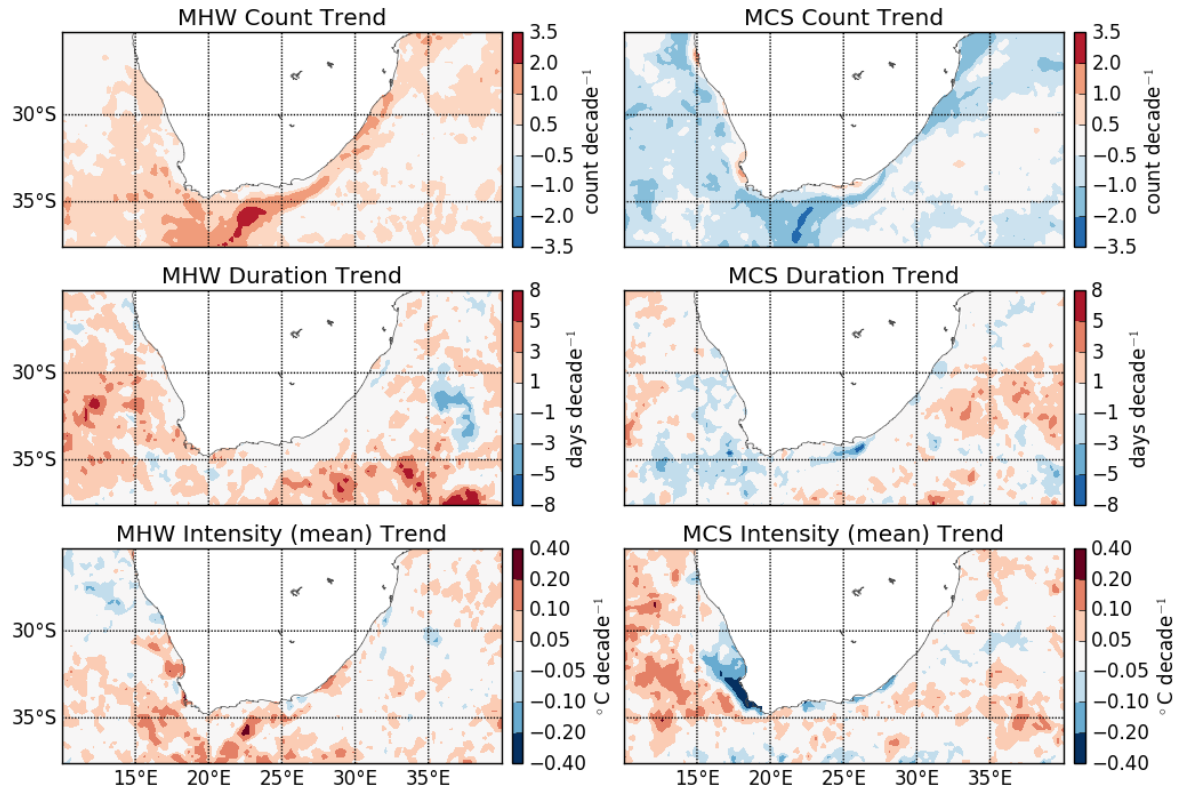 MHW Count Trend
MCS Count Trend
30°S
35°S
3.5
2.0
1.0
0.5
−0.5
−1.0
−2.0
−3.5
count decade⁻¹
3.5
2.0
1.0
0.5
−0.5
−1.0
−2.0
−3.5
count decade⁻¹
MHW Duration Trend
MCS Duration Trend
30°S
35°S
8
5
3
1
−1
−3
−5
−8
days decade⁻¹
8
5
3
1
−1
−3
−5
−8
days decade⁻¹
MHW Intensity (mean) Trend
MCS Intensity (mean) Trend
30°S
35°S
0.40
0.20
0.10
0.05
−0.05
−0.10
−0.20
−0.40
°C decade⁻¹
0.40
0.20
0.10
0.05
−0.05
−0.10
−0.20
−0.40
°C decade⁻¹
15°E 20°E 25°E 30°E 35°E
15°E 20°E 25°E 30°E 35°E